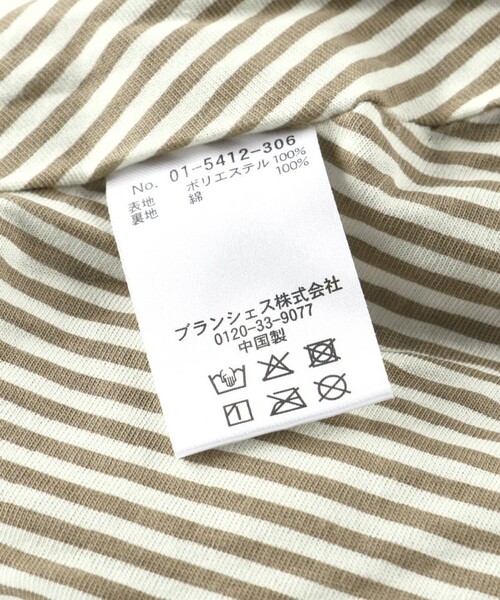 No. 01-5412-306
表地 ポリエステル 100%
裏地 綿 100%
ブランシェス株式会社
0120-33-9077
中国製